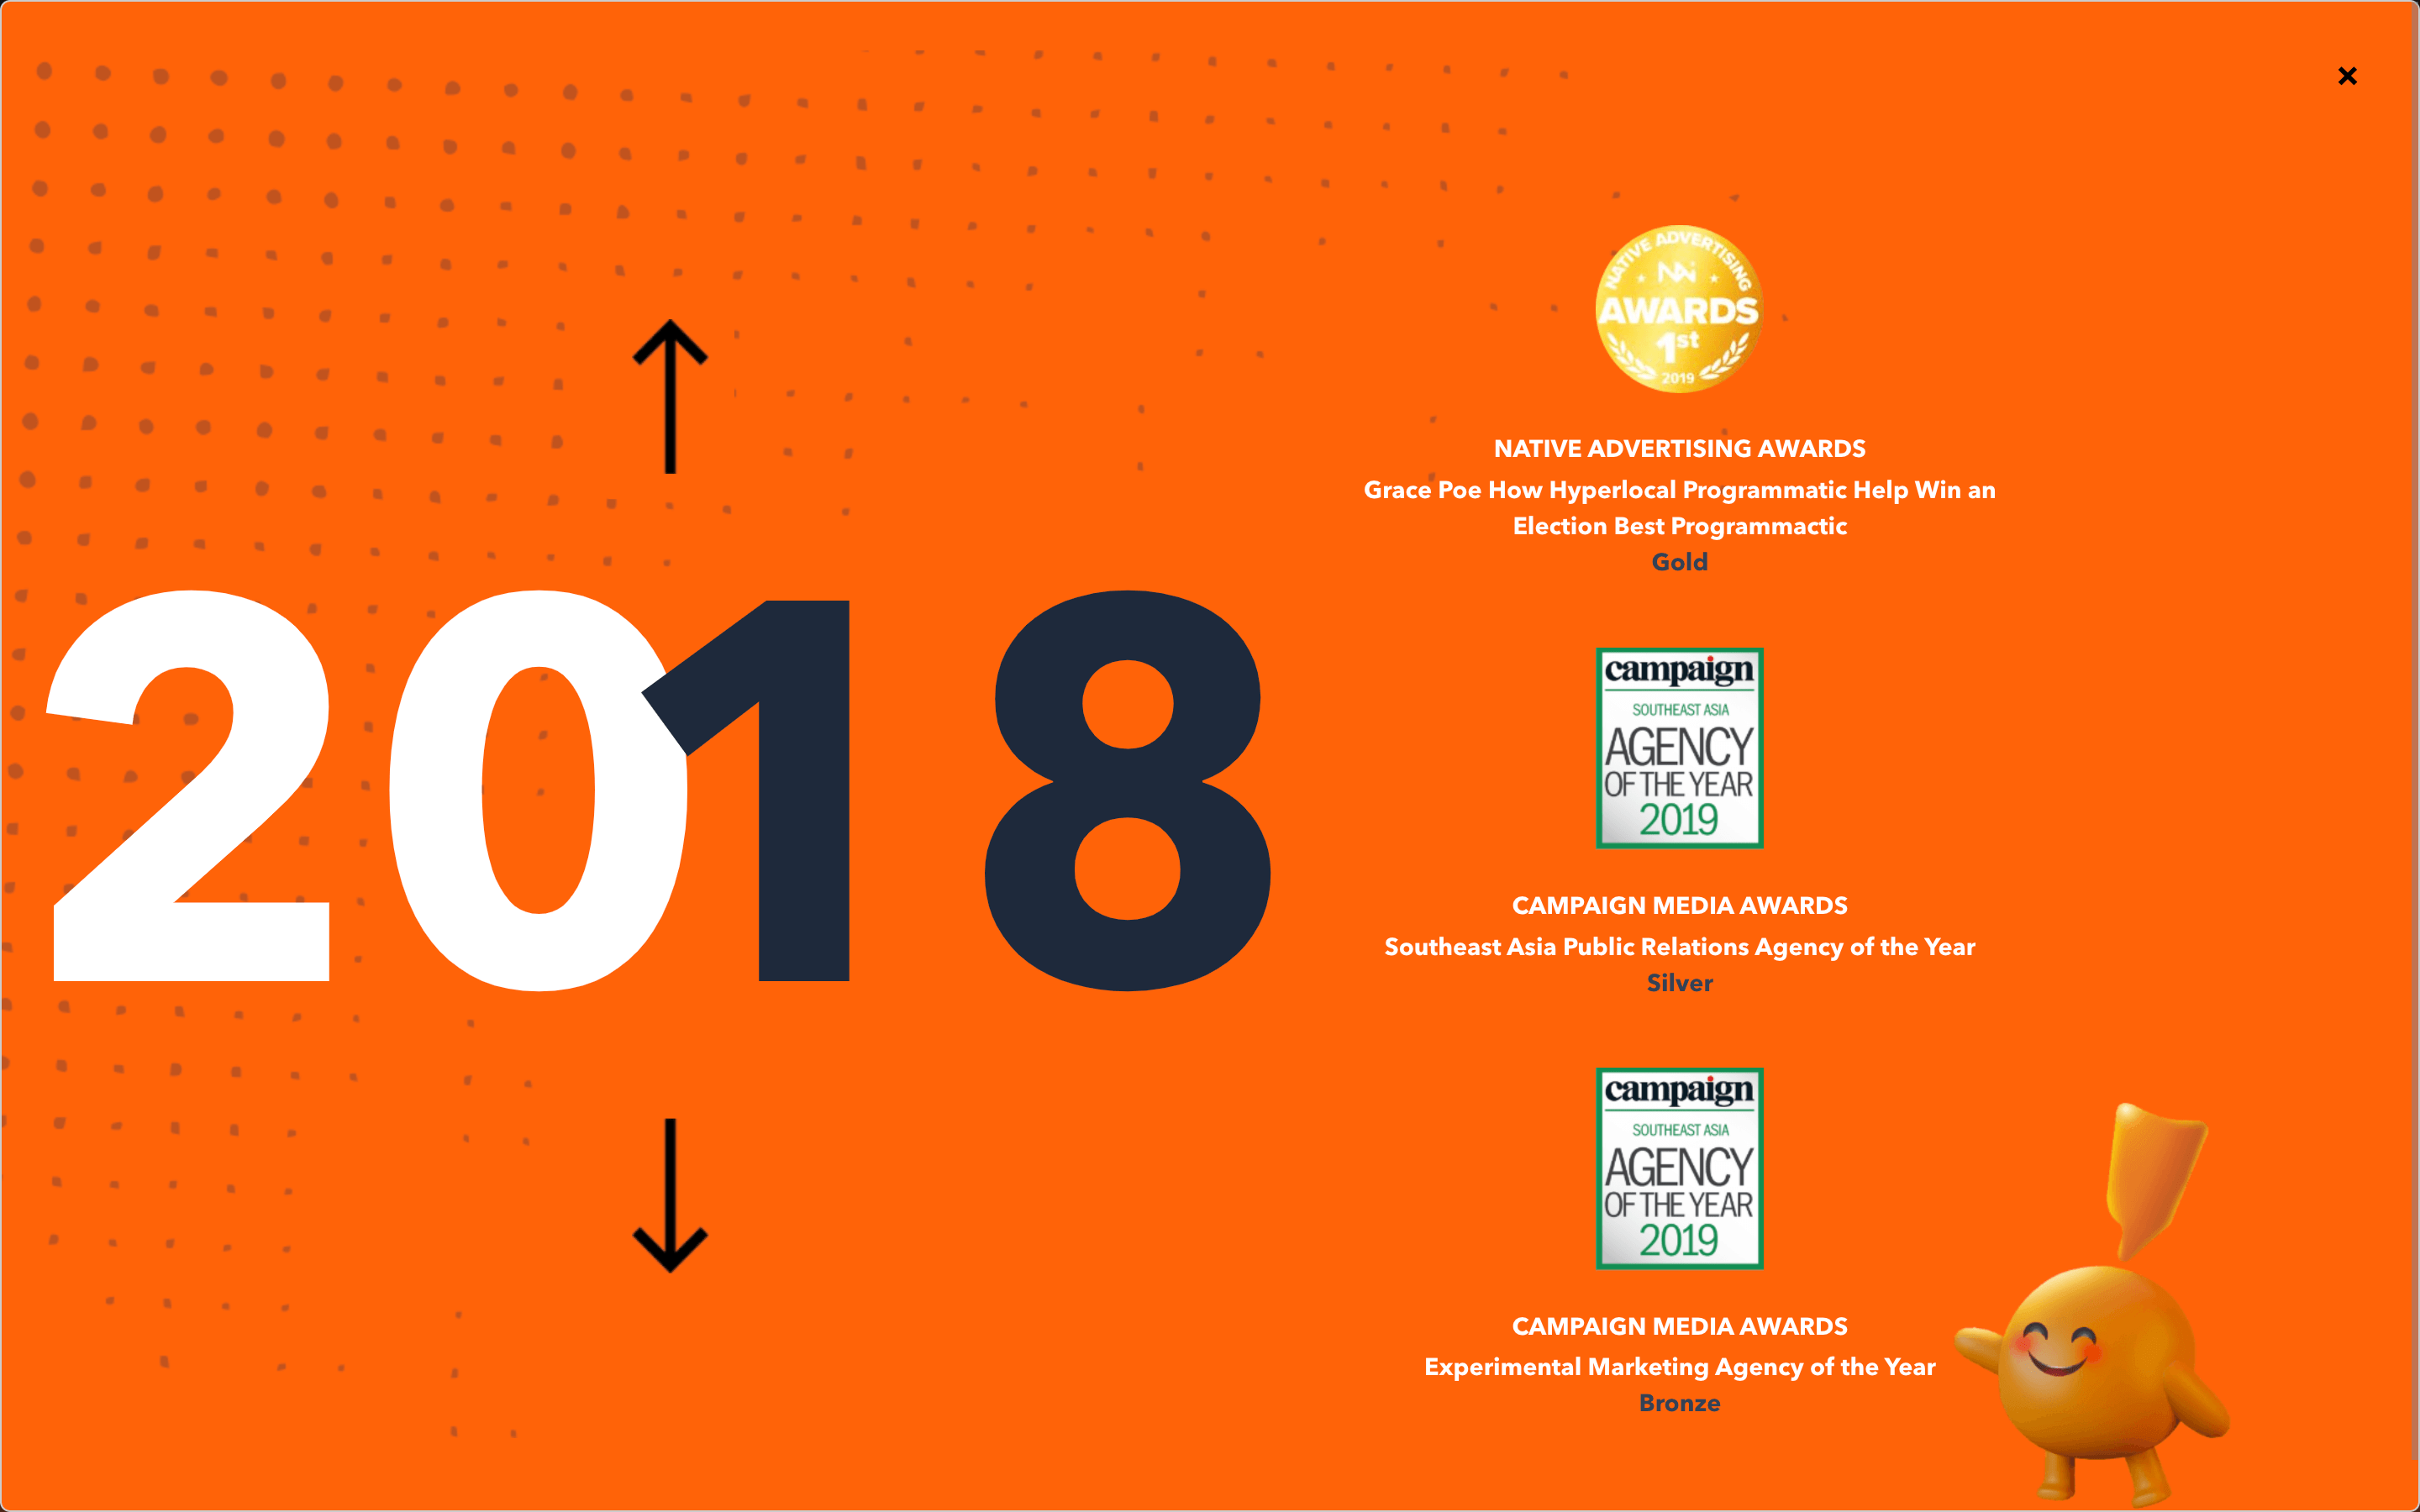 2018
NATIVE ADVERTISING
AWARDS
1st
2019
NATIVE ADVERTISING AWARDS
Grace Poe How Hyperlocal Programmatic Help Win an
Election Best Programmactic
Gold
campaign
SOUTHEAST ASIA
AGENCY
OF THE YEAR
2019
CAMPAIGN MEDIA AWARDS
Southeast Asia Public Relations Agency of the Year
Silver
campaign
SOUTHEAST ASIA
AGENCY
OF THE YEAR
2019
CAMPAIGN MEDIA AWARDS
Experimental Marketing Agency of the Year
Bronze